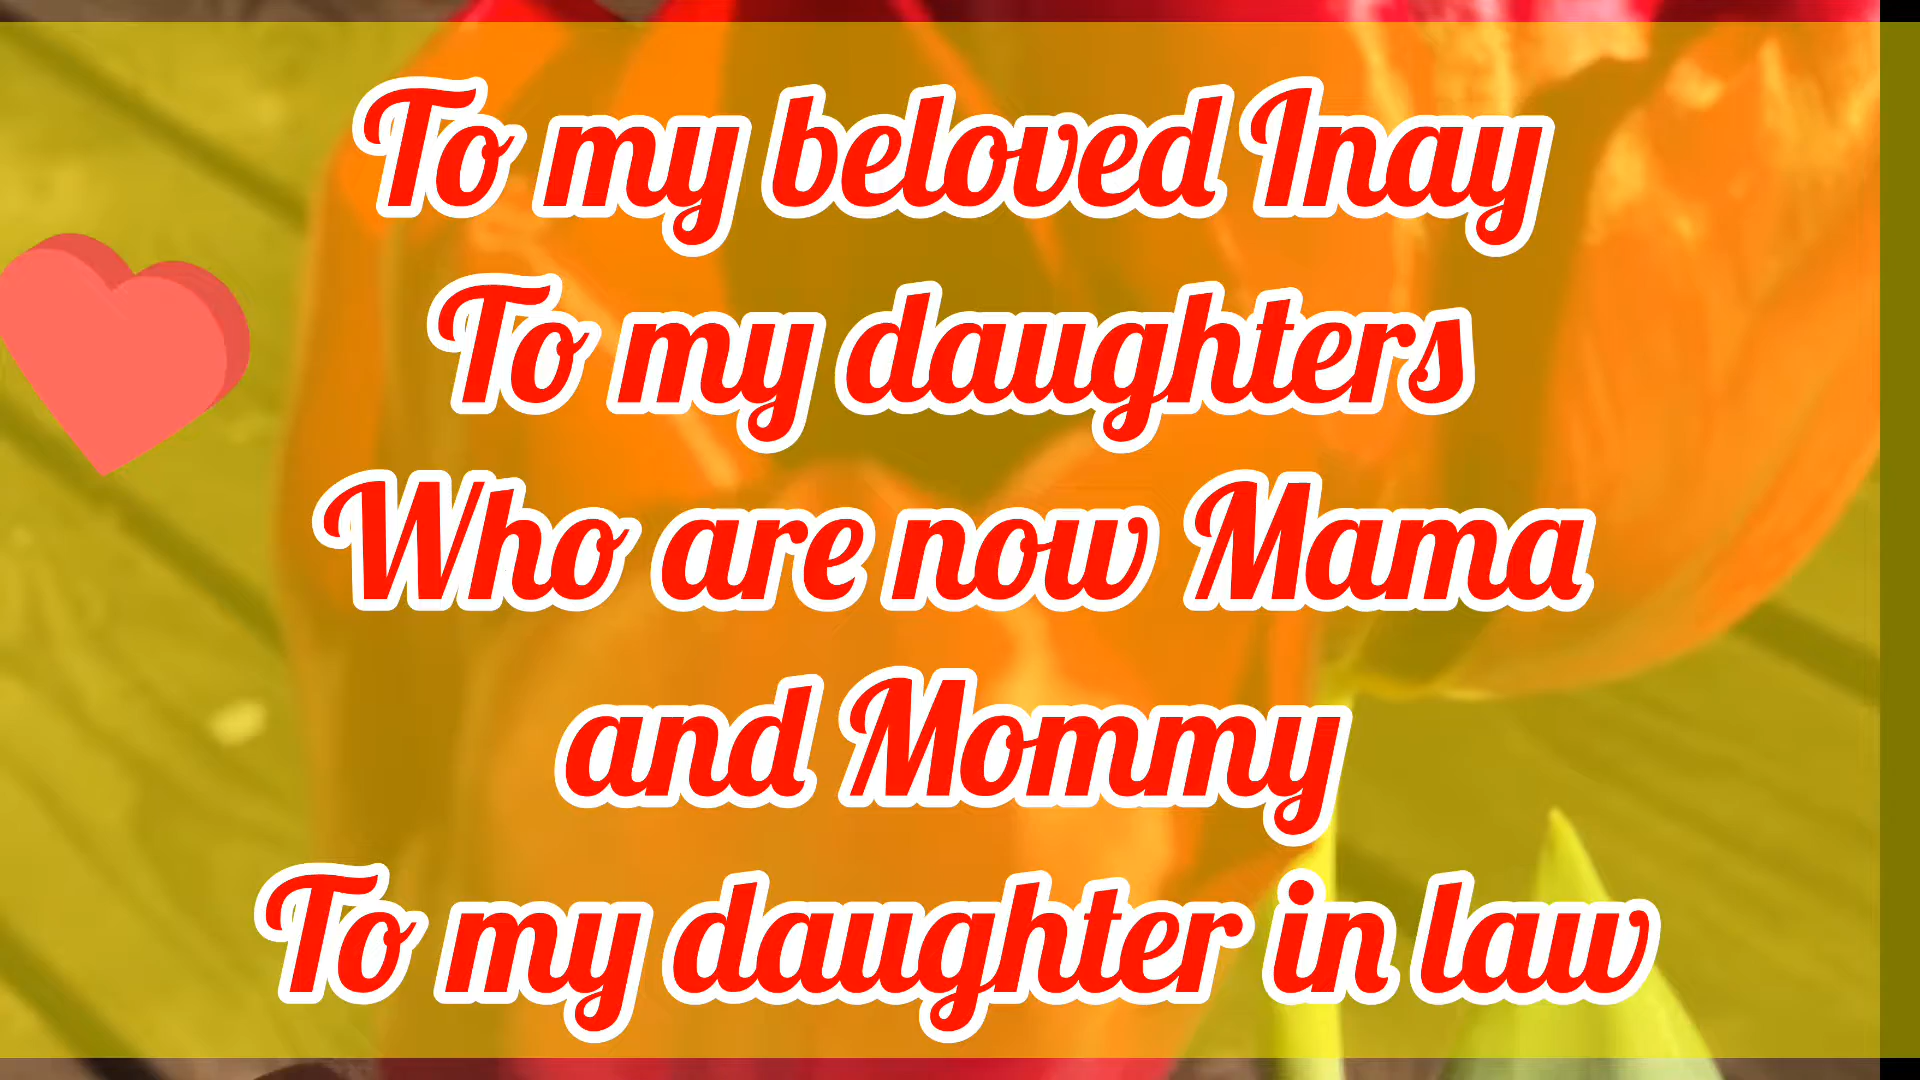 To my beloved Inay
To my daughters
Who are now Mama
and Mommy
To my daughter in law